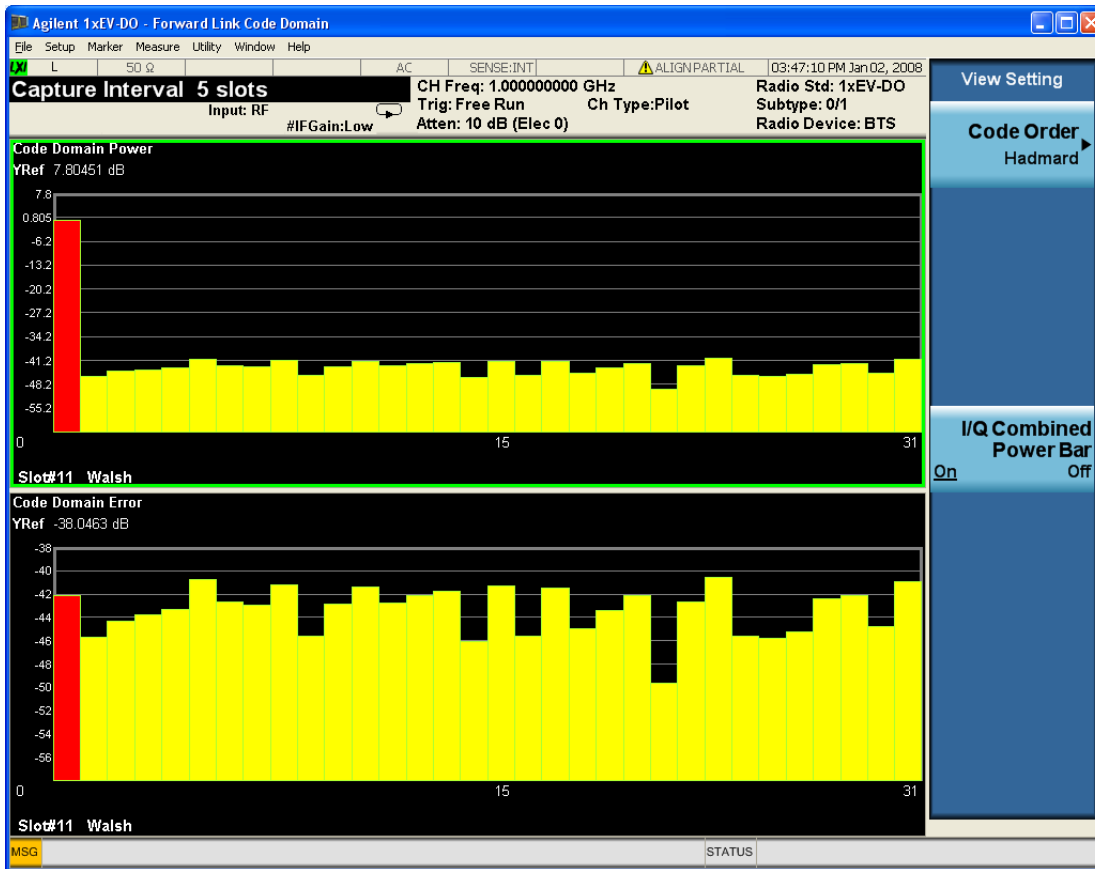 Agilent 1xEV-DO - Forward Link Code Domain
File Setup Marker Measure Utility Window Help
LXI L 50 Ω AC SENSE:INT ALIGN PARTIAL 03:47:10 PM Jan 02, 2008
Capture Interval 5 slots
Input: RF
#IFGain:Low
CH Freq: 1.000000000 GHz
Trig: Free Run Ch Type:Pilot
Atten: 10 dB (Elec 0)
Radio Std: 1xEV-DO
Subtype: 0/1
Radio Device: BTS
Code Domain Power
YRef 7.80451 dB
7.8
0.805
-6.2
-13.2
-20.2
-27.2
-34.2
-41.2
-48.2
-55.2
0 15 31
Slot#11 Walsh
Code Domain Error
YRef -38.0463 dB
-38
-40
-42
-44
-46
-48
-50
-52
-54
-56
0 15 31
Slot#11 Walsh
MSG STATUS
View Setting
Code Order
Hadmard
I/Q Combined
Power Bar
On Off